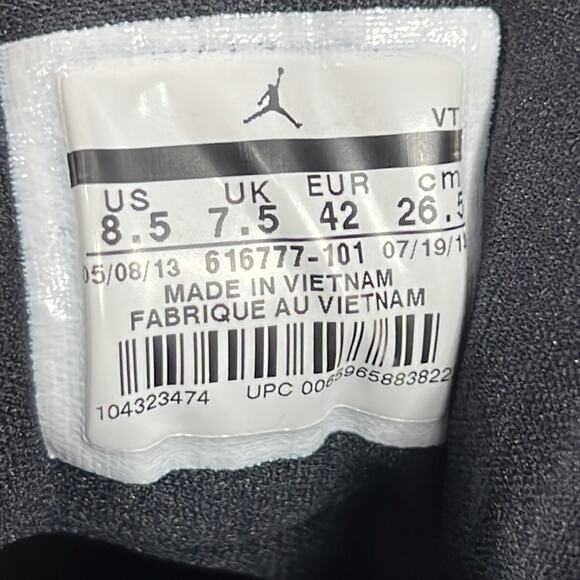 VT
US UK EUR cm
8.5 7.5 42 26.5
05/08/13 616777-101 07/19/1
MADE IN VIETNAM
FABRIQUE AU VIETNAM
104323474 UPC 0065965883822